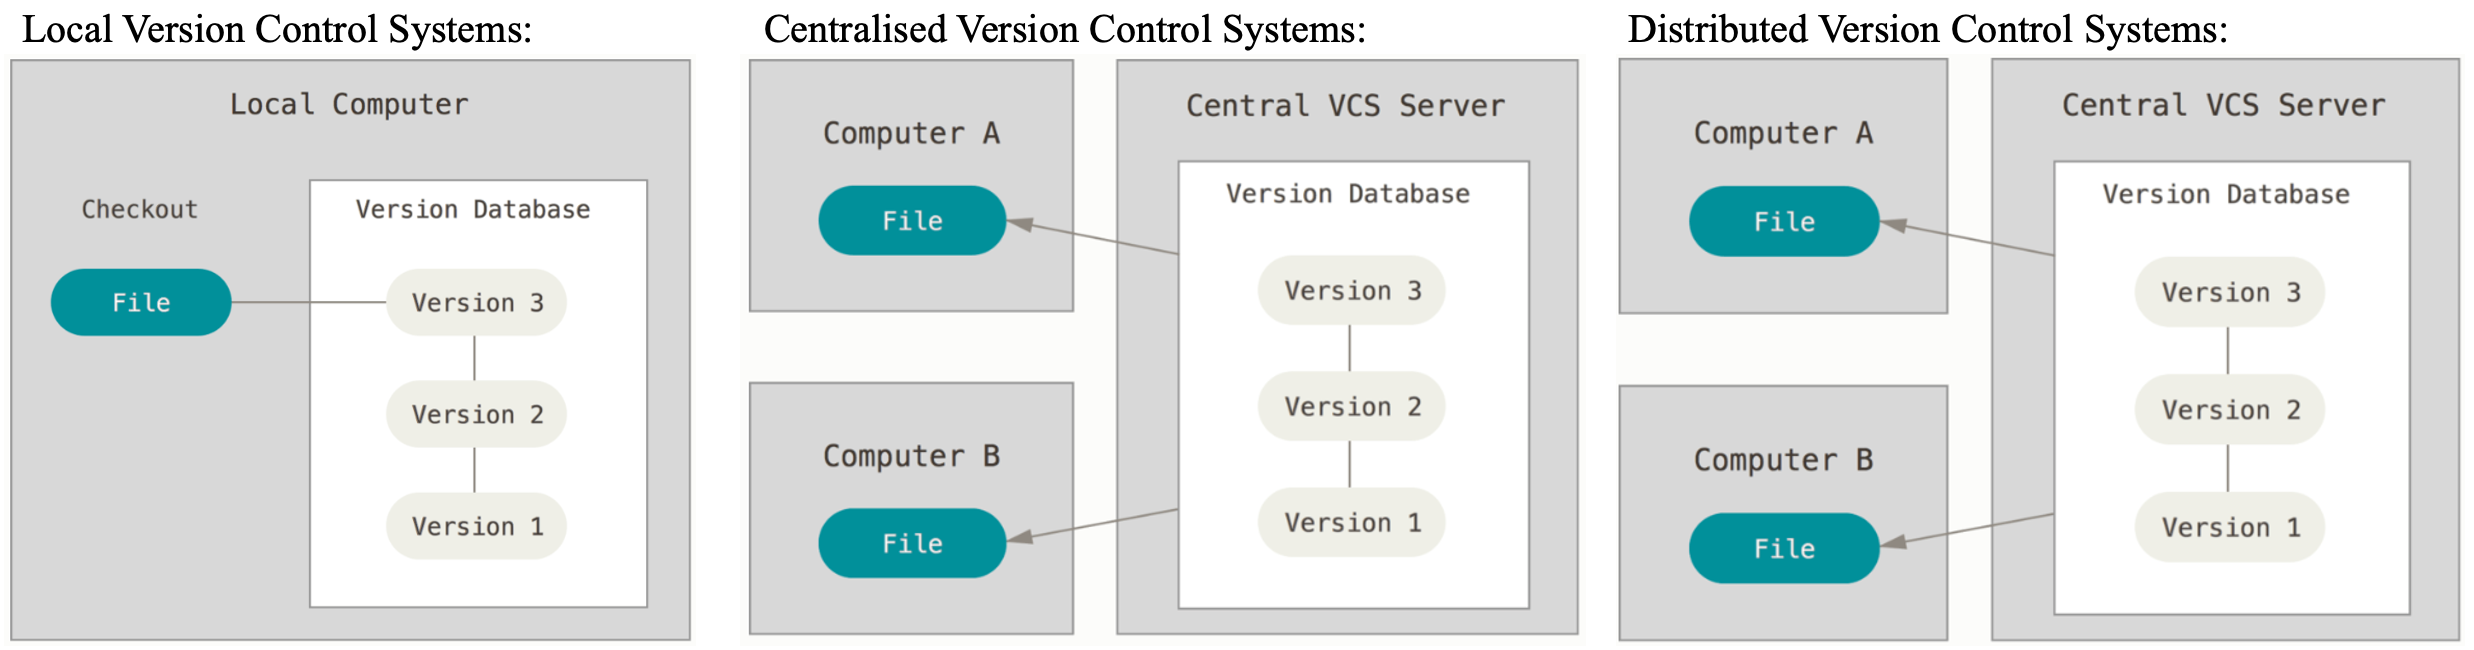 Local Version Control Systems:
Local Computer
Checkout
Version Database
File
Version 3
Version 2
Version 1
Centralised Version Control Systems:
Computer A
File
Computer B
File
Central VCS Server
Version Database
Version 3
Version 2
Version 1
Distributed Version Control Systems:
Computer A
File
Computer B
File
Central VCS Server
Version Database
Version 3
Version 2
Version 1